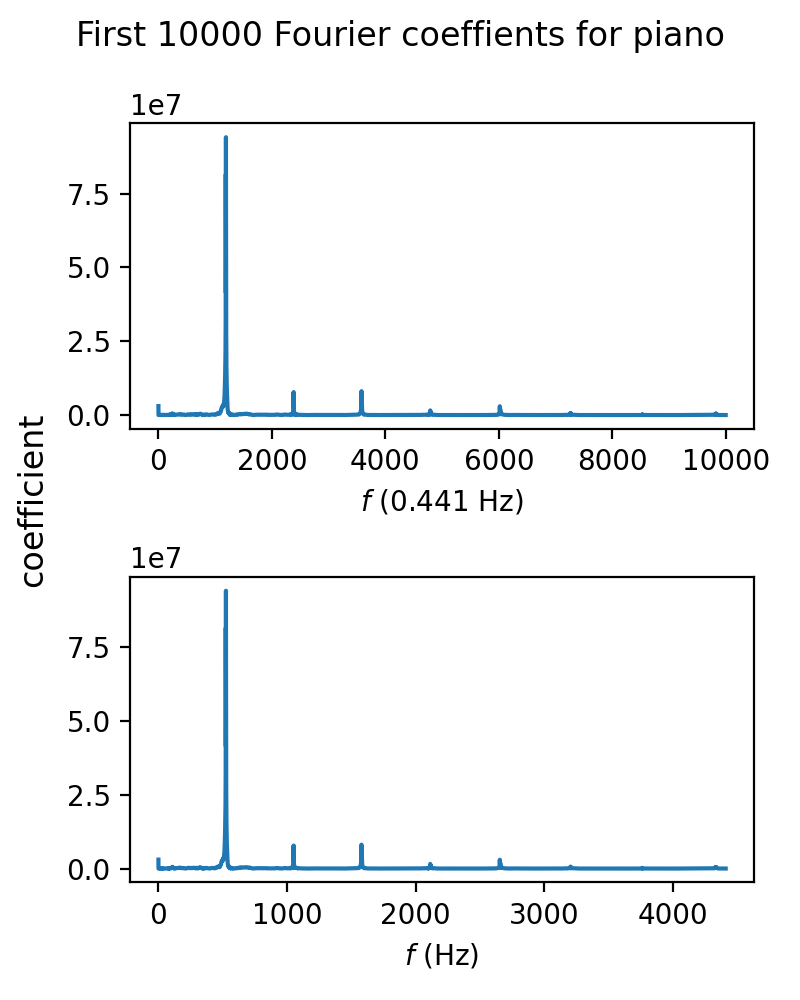 First 10000 Fourier coeffients for piano
1e7
7.5
5.0
2.5
0.0
0 2000 4000 6000 8000 10000
f (0.441 Hz)
coefficient
1e7
7.5
5.0
2.5
0.0
0 1000 2000 3000 4000
f (Hz)